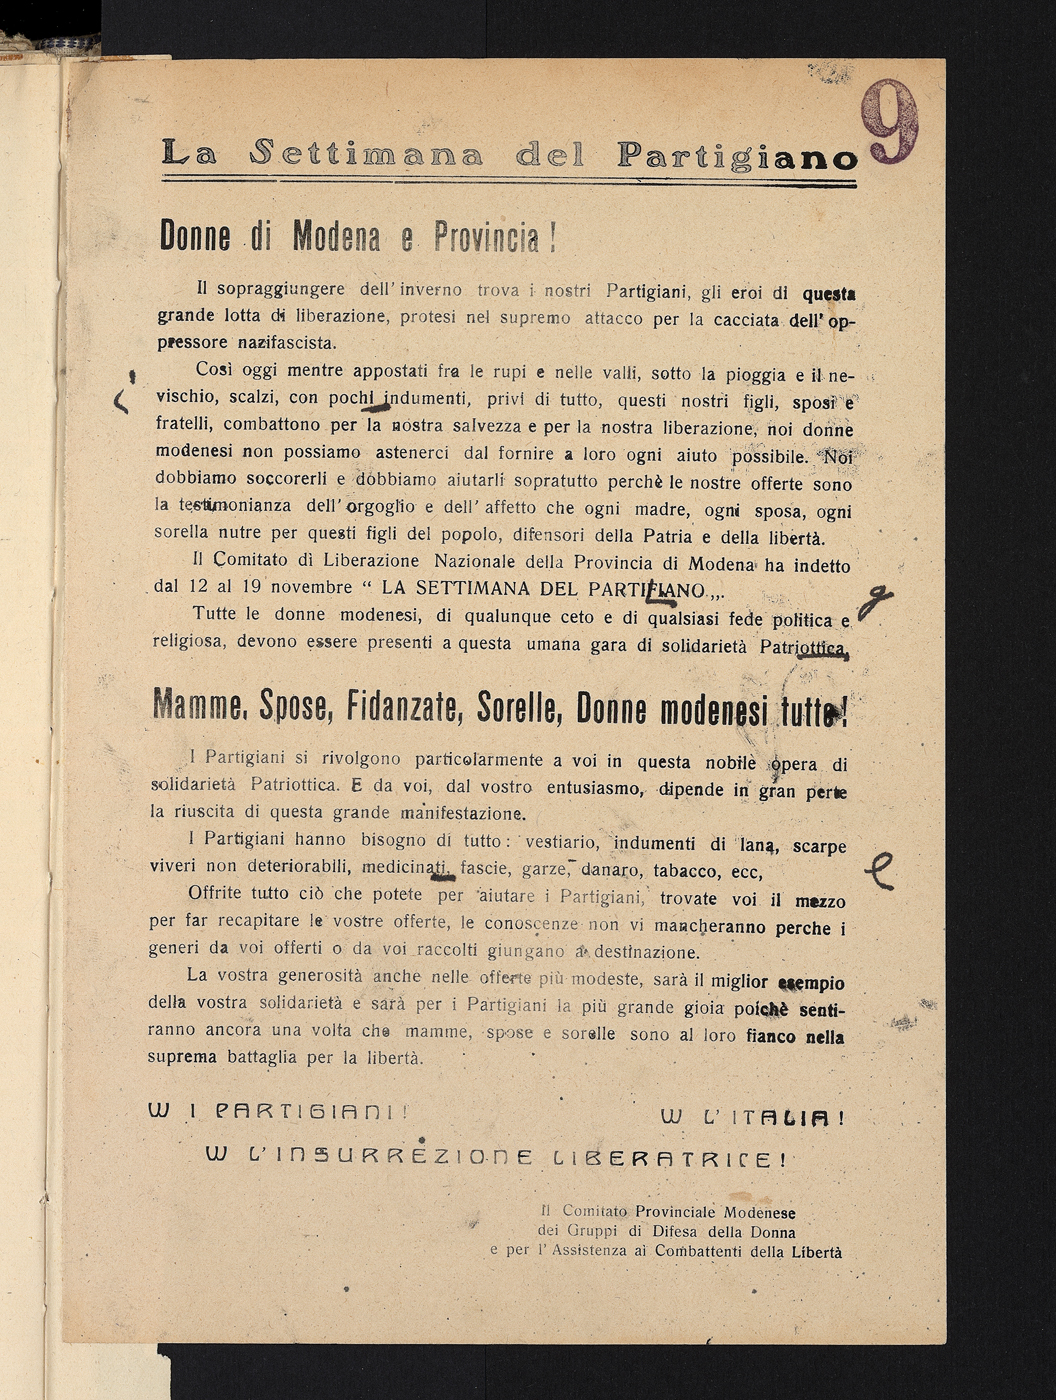 9
La Settimana del Partigiano
Donne di Modena e Provincia !
Il sopraggiungere dell' inverno trova i nostri Partigiani, gli eroi di questa
grande lotta di liberazione, protesi nel supremo attacco per la cacciata dell' op-
pressore nazifascista.
Così oggi mentre appostati fra le rupi e nelle valli, sotto la pioggia e il ne-
vischio, scalzi, con pochi indumenti, privi di tutto, questi nostri figli, sposi e
fratelli, combattono per la nostra salvezza e per la nostra liberazione, noi donne
modenesi non possiamo astenerci dal fornire a loro ogni aiuto possibile. Noi
dobbiamo soccorerli e dobbiamo aiutarli sopratutto perchè le nostre offerte sono
la testimonianza dell' orgoglio e dell' affetto che ogni madre, ogni sposa, ogni
sorella nutre per questi figli del popolo, difensori della Patria e della libertà.
Il Comitato di Liberazione Nazionale della Provincia di Modena ha indetto
dal 12 al 19 novembre “ LA SETTIMANA DEL PARTIFIANO „.
g
Tutte le donne modenesi, di qualunque ceto e di qualsiasi fede politica e
religiosa, devono essere presenti a questa umana gara di solidarietà Patriottica.
Mamme, Spose, Fidanzate, Sorelle, Donne modenesi tutte!
I Partigiani si rivolgono particolarmente a voi in questa nobile opera di
solidarietà Patriottica. E da voi, dal vostro entusiasmo, dipende in gran perte
la riuscita di questa grande manifestazione.
I Partigiani hanno bisogno di tutto : vestiario, indumenti di lana, scarpe
viveri non deteriorabili, medicinati, fascie, garze, danaro, tabacco, ecc,
e
Offrite tutto ciò che potete per aiutare i Partigiani, trovate voi il mezzo
per far recapitare le vostre offerte, le conoscenze non vi mancheranno perche i
generi da voi offerti o da voi raccolti giungano a destinazione.
La vostra generosità anche nelle offerte più modeste, sarà il miglior esempio
della vostra solidarietà e sarà per i Partigiani la più grande gioia poichè senti-
ranno ancora una volta che mamme, spose e sorelle sono al loro fianco nella
suprema battaglia per la libertà.
W I PARTIGIANI !
W L' ITALIA !
W L' INSURREZIONE LIBERATRICE !
Il Comitato Provinciale Modenese
dei Gruppi di Difesa della Donna
e per l' Assistenza ai Combattenti della Libertà